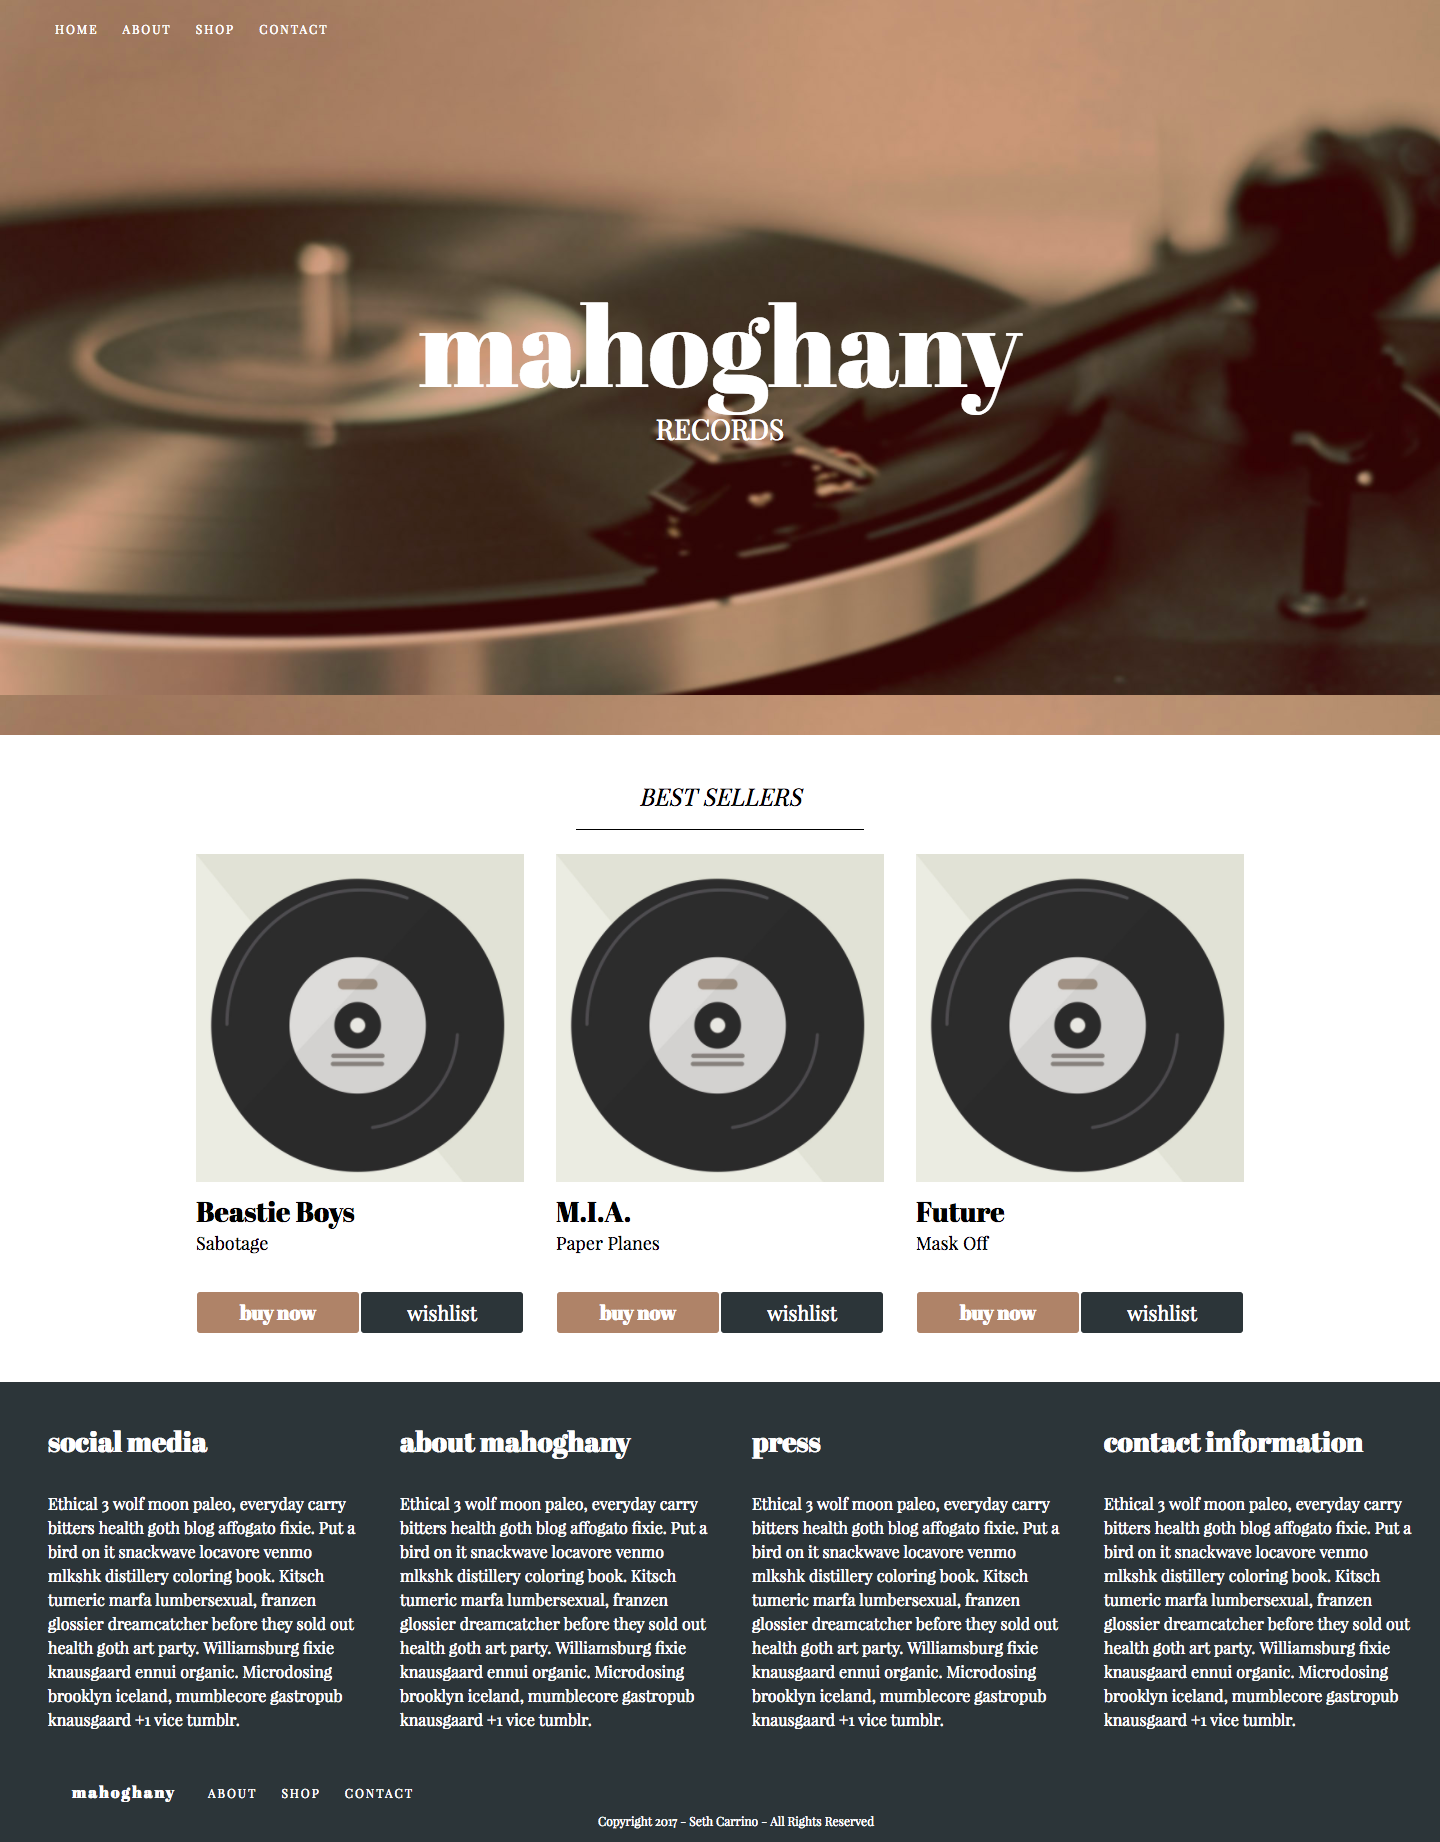 HOME ABOUT SHOP CONTACT
mahoghany
RECORDS
BEST SELLERS
Beastie Boys
Sabotage
buy now wishlist
M.I.A.
Paper Planes
buy now wishlist
Future
Mask Off
buy now wishlist
social media
Ethical 3 wolf moon paleo, everyday carry
bitters health goth blog affogato fixie. Put a
bird on it snackwave locavore venmo
mlkshk distillery coloring book. Kitsch
tumeric marfa lumbersexual, franzen
glossier dreamcatcher before they sold out
health goth art party. Williamsburg fixie
knausgaard ennui organic. Microdosing
brooklyn iceland, mumblecore gastropub
knausgaard +1 vice tumblr.
about mahoghany
Ethical 3 wolf moon paleo, everyday carry
bitters health goth blog affogato fixie. Put a
bird on it snackwave locavore venmo
mlkshk distillery coloring book. Kitsch
tumeric marfa lumbersexual, franzen
glossier dreamcatcher before they sold out
health goth art party. Williamsburg fixie
knausgaard ennui organic. Microdosing
brooklyn iceland, mumblecore gastropub
knausgaard +1 vice tumblr.
press
Ethical 3 wolf moon paleo, everyday carry
bitters health goth blog affogato fixie. Put a
bird on it snackwave locavore venmo
mlkshk distillery coloring book. Kitsch
tumeric marfa lumbersexual, franzen
glossier dreamcatcher before they sold out
health goth art party. Williamsburg fixie
knausgaard ennui organic. Microdosing
brooklyn iceland, mumblecore gastropub
knausgaard +1 vice tumblr.
contact information
Ethical 3 wolf moon paleo, everyday carry
bitters health goth blog affogato fixie. Put a
bird on it snackwave locavore venmo
mlkshk distillery coloring book. Kitsch
tumeric marfa lumbersexual, franzen
glossier dreamcatcher before they sold out
health goth art party. Williamsburg fixie
knausgaard ennui organic. Microdosing
brooklyn iceland, mumblecore gastropub
knausgaard +1 vice tumblr.
mahoghany ABOUT SHOP CONTACT
Copyright 2017 - Seth Carrino - All Rights Reserved